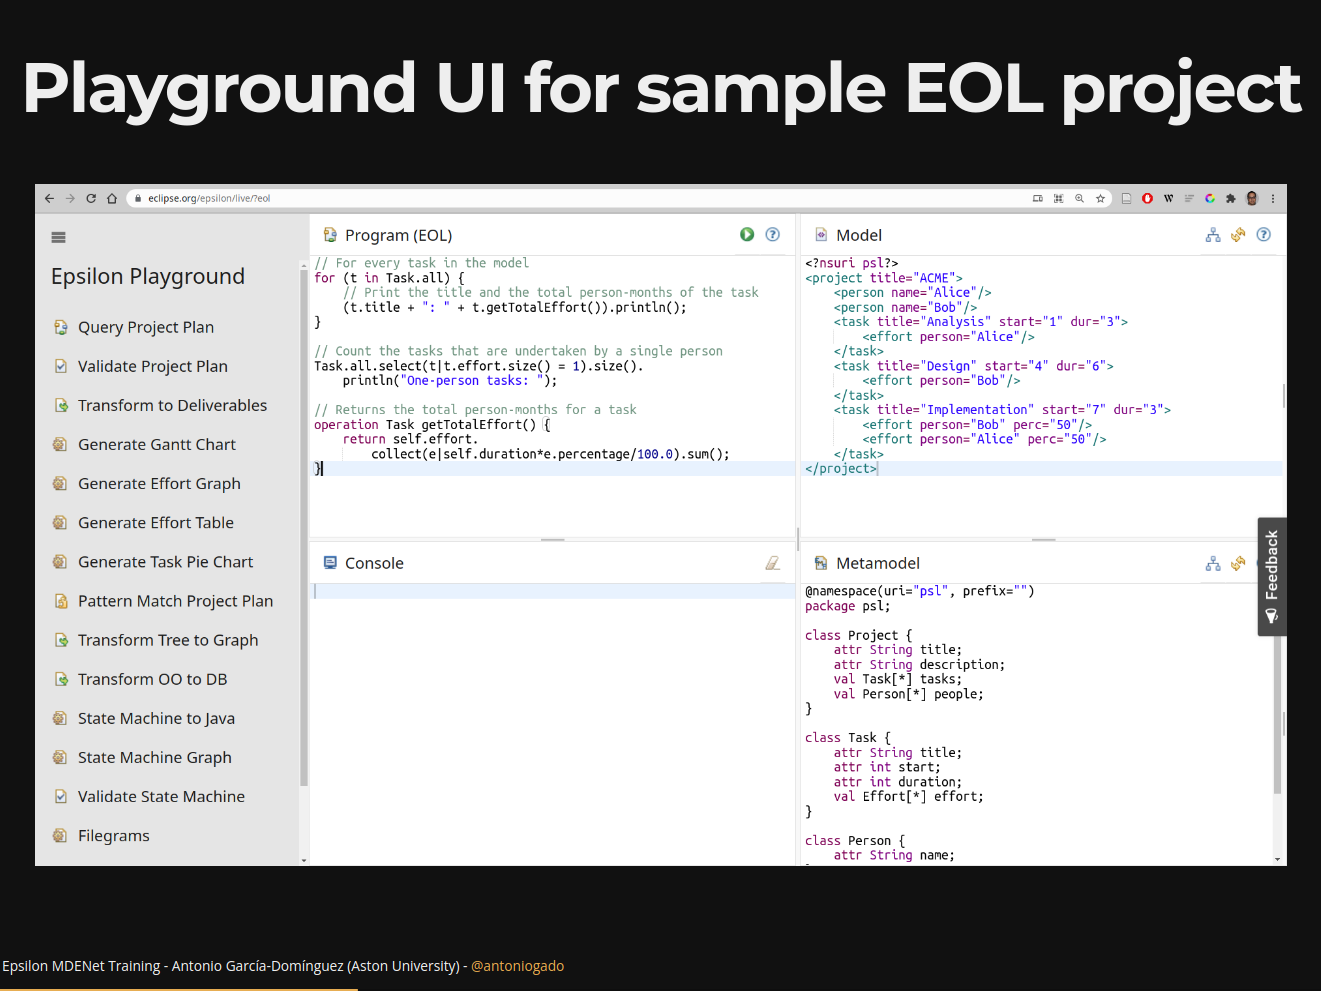 Playground UI for sample EOL project
eclipse.org/epsilon/live/?eol
Epsilon Playground
Query Project Plan
Validate Project Plan
Transform to Deliverables
Generate Gantt Chart
Generate Effort Graph
Generate Effort Table
Generate Task Pie Chart
Pattern Match Project Plan
Transform Tree to Graph
Transform OO to DB
State Machine to Java
State Machine Graph
Validate State Machine
Filegrams
Program (EOL)
// For every task in the model
for (t in Task.all) {
    // Print the title and the total person-months of the task
    (t.title + ": " + t.getTotalEffort()).println();
}

// Count the tasks that are undertaken by a single person
Task.all.select(t|t.effort.size() = 1).size().
    println("One-person tasks: ");

// Returns the total person-months for a task
operation Task getTotalEffort() {
    return self.effort.
        collect(e|self.duration*e.percentage/100.0).sum();
}
Console
Model
<?nsuri psl?>
<project title="ACME">
    <person name="Alice"/>
    <person name="Bob"/>
    <task title="Analysis" start="1" dur="3">
        <effort person="Alice"/>
    </task>
    <task title="Design" start="4" dur="6">
        <effort person="Bob"/>
    </task>
    <task title="Implementation" start="7" dur="3">
        <effort person="Bob" perc="50"/>
        <effort person="Alice" perc="50"/>
    </task>
</project>
Metamodel
@namespace(uri="psl", prefix="")
package psl;

class Project {
    attr String title;
    attr String description;
    val Task[*] tasks;
    val Person[*] people;
}

class Task {
    attr String title;
    attr int start;
    attr int duration;
    val Effort[*] effort;
}

class Person {
    attr String name;
Feedback
Epsilon MDENet Training - Antonio García-Domínguez (Aston University) - @antoniogado